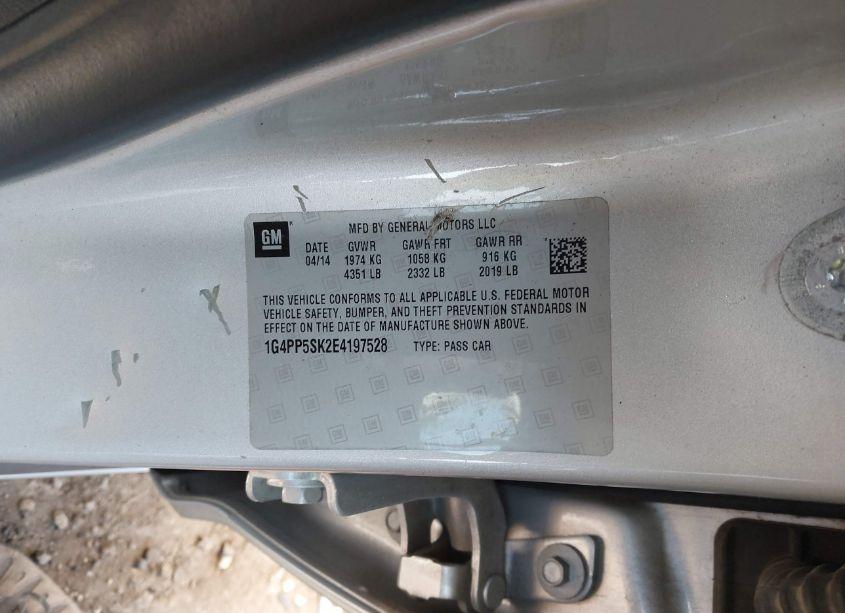 GM
MFD BY GENERAL MOTORS LLC
DATE GVWR GAWR FRT GAWR RR
04/14 1974 KG 1058 KG 916 KG
4351 LB 2332 LB 2019 LB
THIS VEHICLE CONFORMS TO ALL APPLICABLE U.S. FEDERAL MOTOR
VEHICLE SAFETY, BUMPER, AND THEFT PREVENTION STANDARDS IN
EFFECT ON THE DATE OF MANUFACTURE SHOWN ABOVE.
1G4PP5SK2E4197528 TYPE: PASS CAR